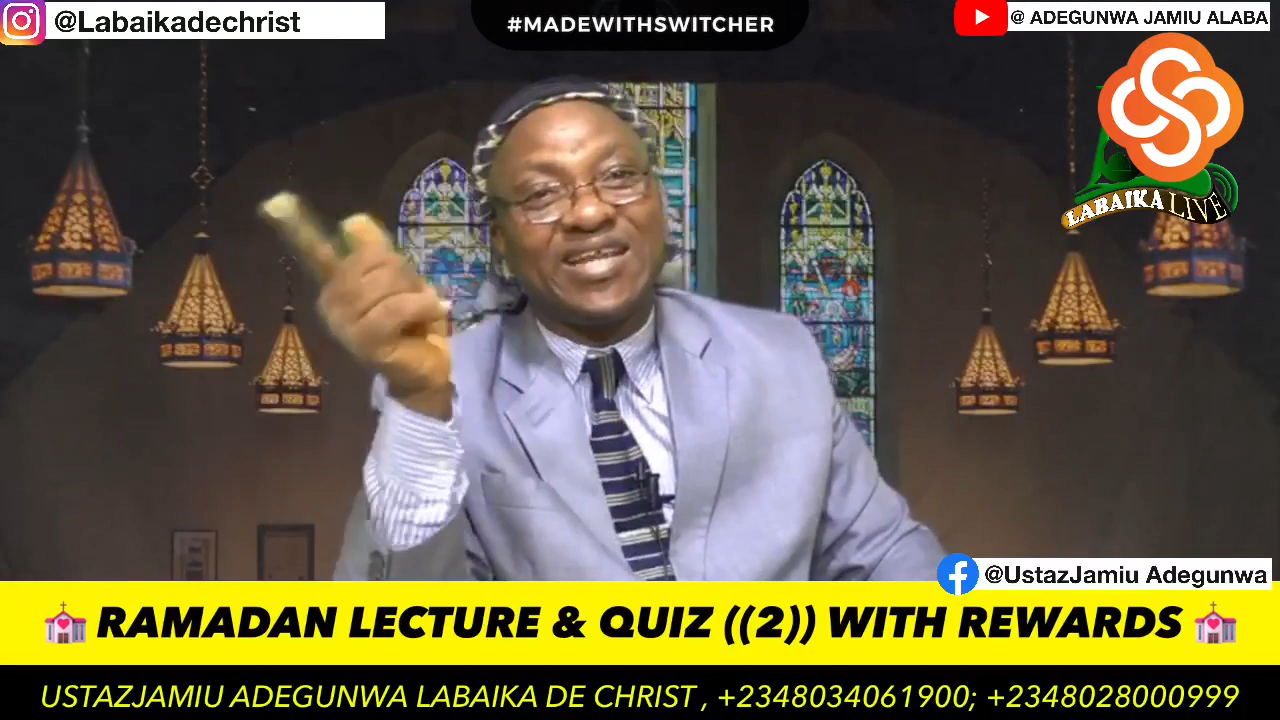 @Labaikadechrist
#MADEWITHSWITCHER
@ ADEGUNWA JAMIU ALABA
LABAIKA LIVE
@UstazJamiu Adegunwa
RAMADAN LECTURE & QUIZ ((2)) WITH REWARDS
USTAZJAMIU ADEGUNWA LABAIKA DE CHRIST , +2348034061900; +2348028000999